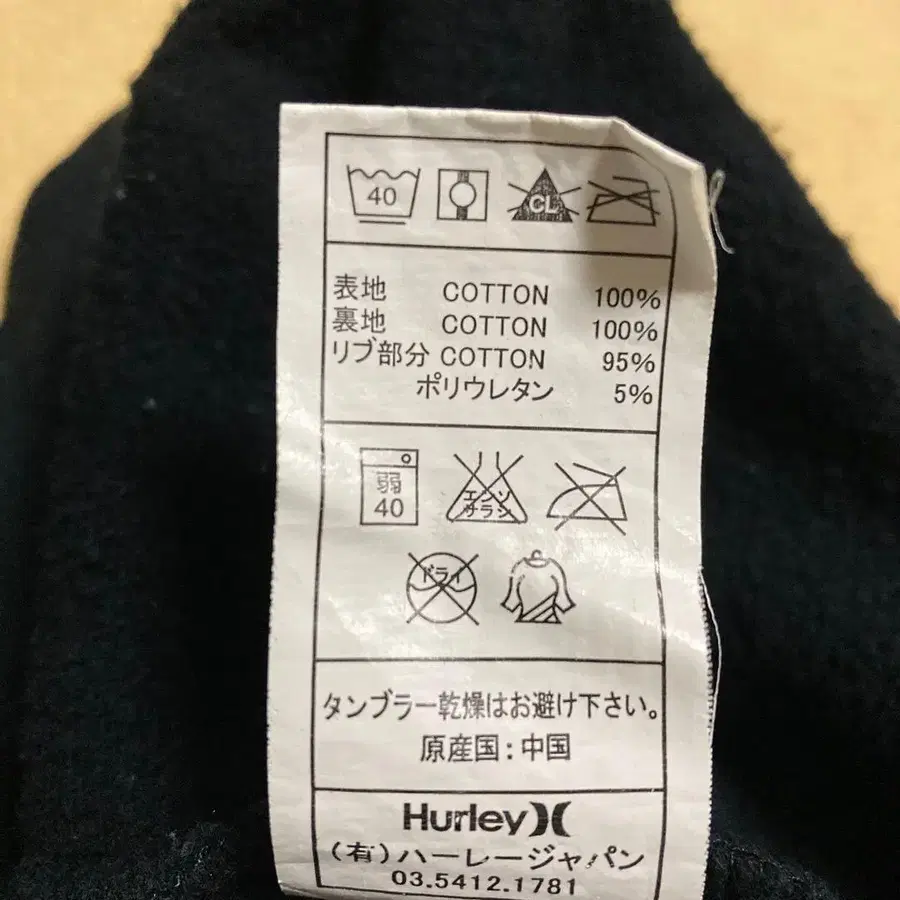 40
CL
表地 COTTON 100%
裏地 COTTON 100%
リブ部分 COTTON 95%
ポリウレタン 5%
弱
40
エンソ
サラシ
ドライ
タンブラー乾燥はお避け下さい。
原産国:中国
Hurley
(有)ハーレージャパン
03.5412.1781